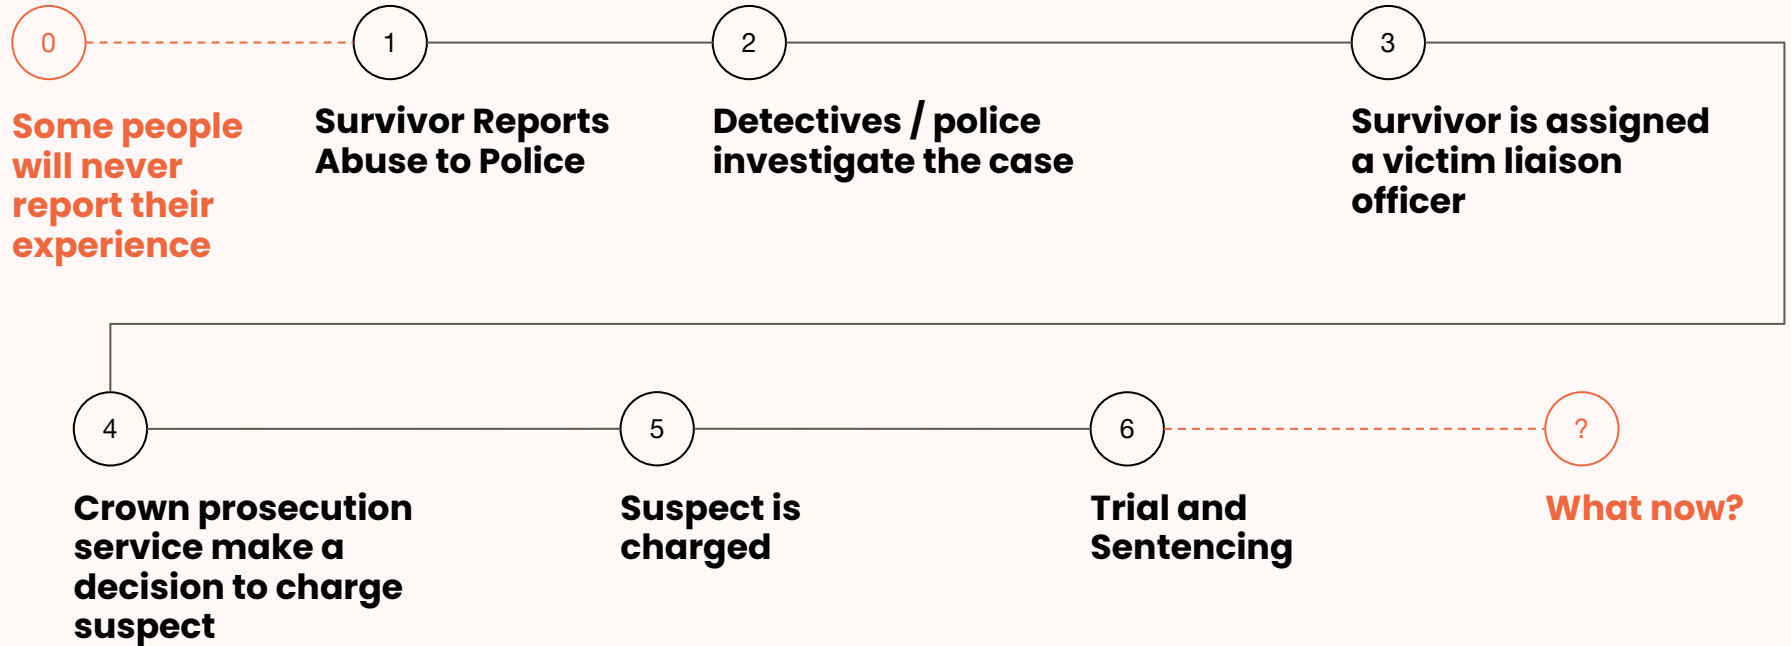 0
1
2
3
Some people
will never
report their
experience
Survivor Reports
Abuse to Police
Detectives / police
investigate the case
Survivor is assigned
a victim liaison
officer
4
5
6
?
Crown prosecution
service make a
decision to charge
suspect
Suspect is
charged
Trial and
Sentencing
What now?